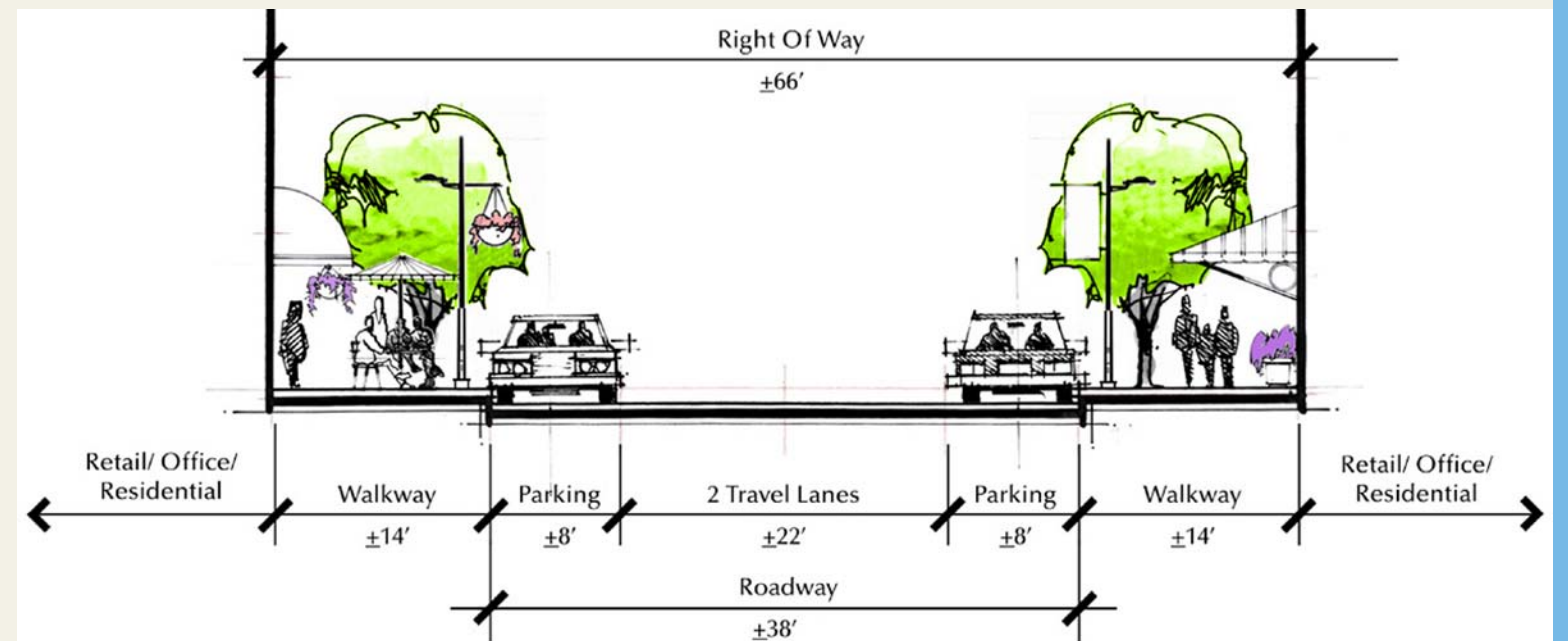 Right Of Way
±66′
Retail/ Office/
Residential
Walkway
±14′
Parking
±8′
2 Travel Lanes
±22′
Parking
±8′
Walkway
±14′
Retail/ Office/
Residential
Roadway
±38′